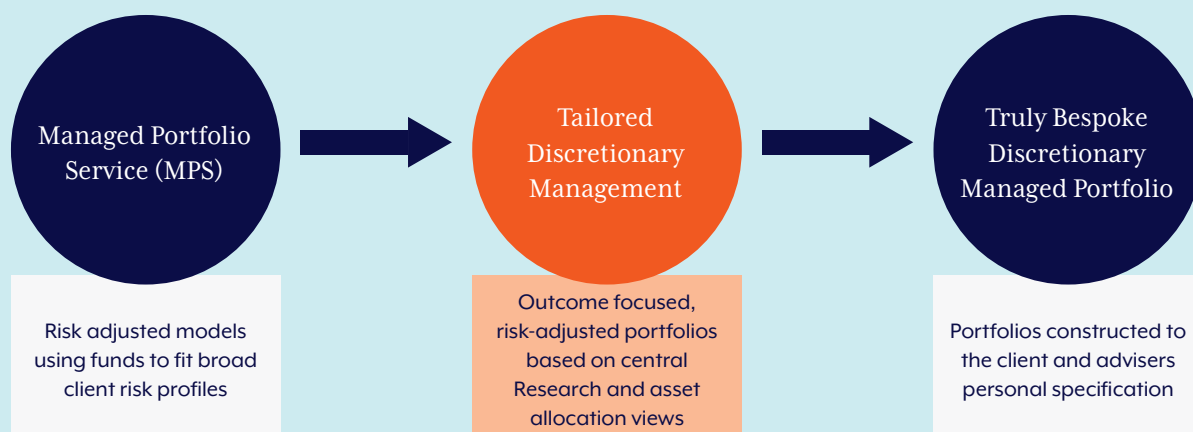 Managed Portfolio
Service (MPS)
Risk adjusted models
using funds to fit broad
client risk profiles
Tailored
Discretionary
Management
Outcome focused,
risk-adjusted portfolios
based on central
Research and asset
allocation views
Truly Bespoke
Discretionary
Managed Portfolio
Portfolios constructed to
the client and advisers
personal specification